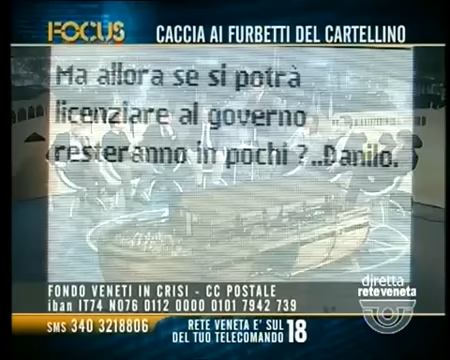 FOCUS
CACCIA AI FURBETTI DEL CARTELLINO
Ma allora se si potrà
licenziare al governo
resteranno in pochi ?..Danilo.
diretta
reteveneta
FONDO VENETI IN CRISI - CC POSTALE
iban IT74 N076 0112 0000 0101 7942 739
SMS 340 3218806
RETE VENETA E' SUL
DEL TUO TELECOMANDO 18